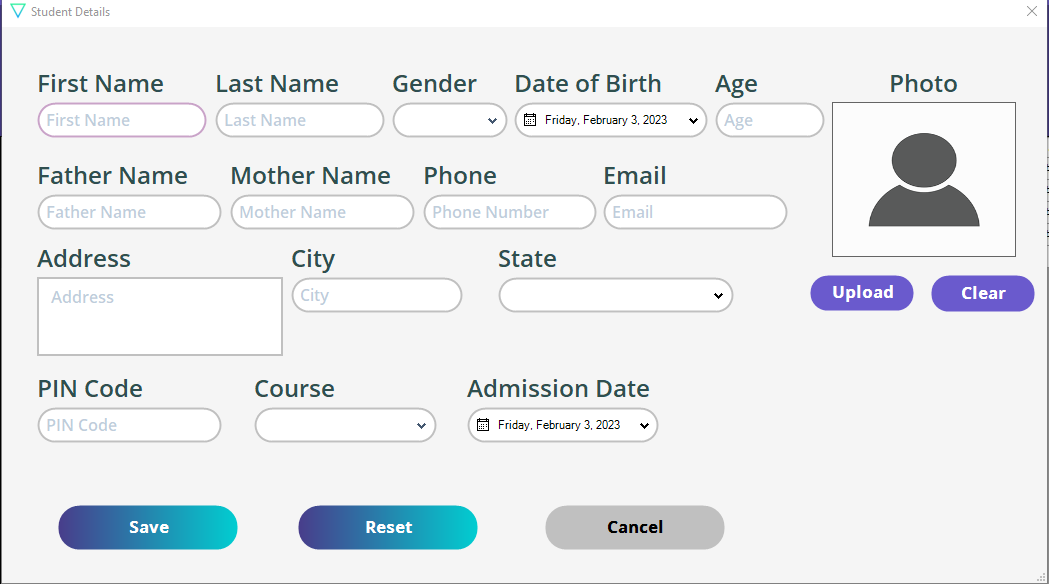 Student Details
First Name Last Name Gender Date of Birth Age Photo
First Name Last Name Friday, February 3, 2023 Age
Father Name Mother Name Phone Email
Father Name Mother Name Phone Number Email
Address City State
Address City
Upload Clear
PIN Code Course Admission Date
PIN Code Friday, February 3, 2023
Save Reset Cancel